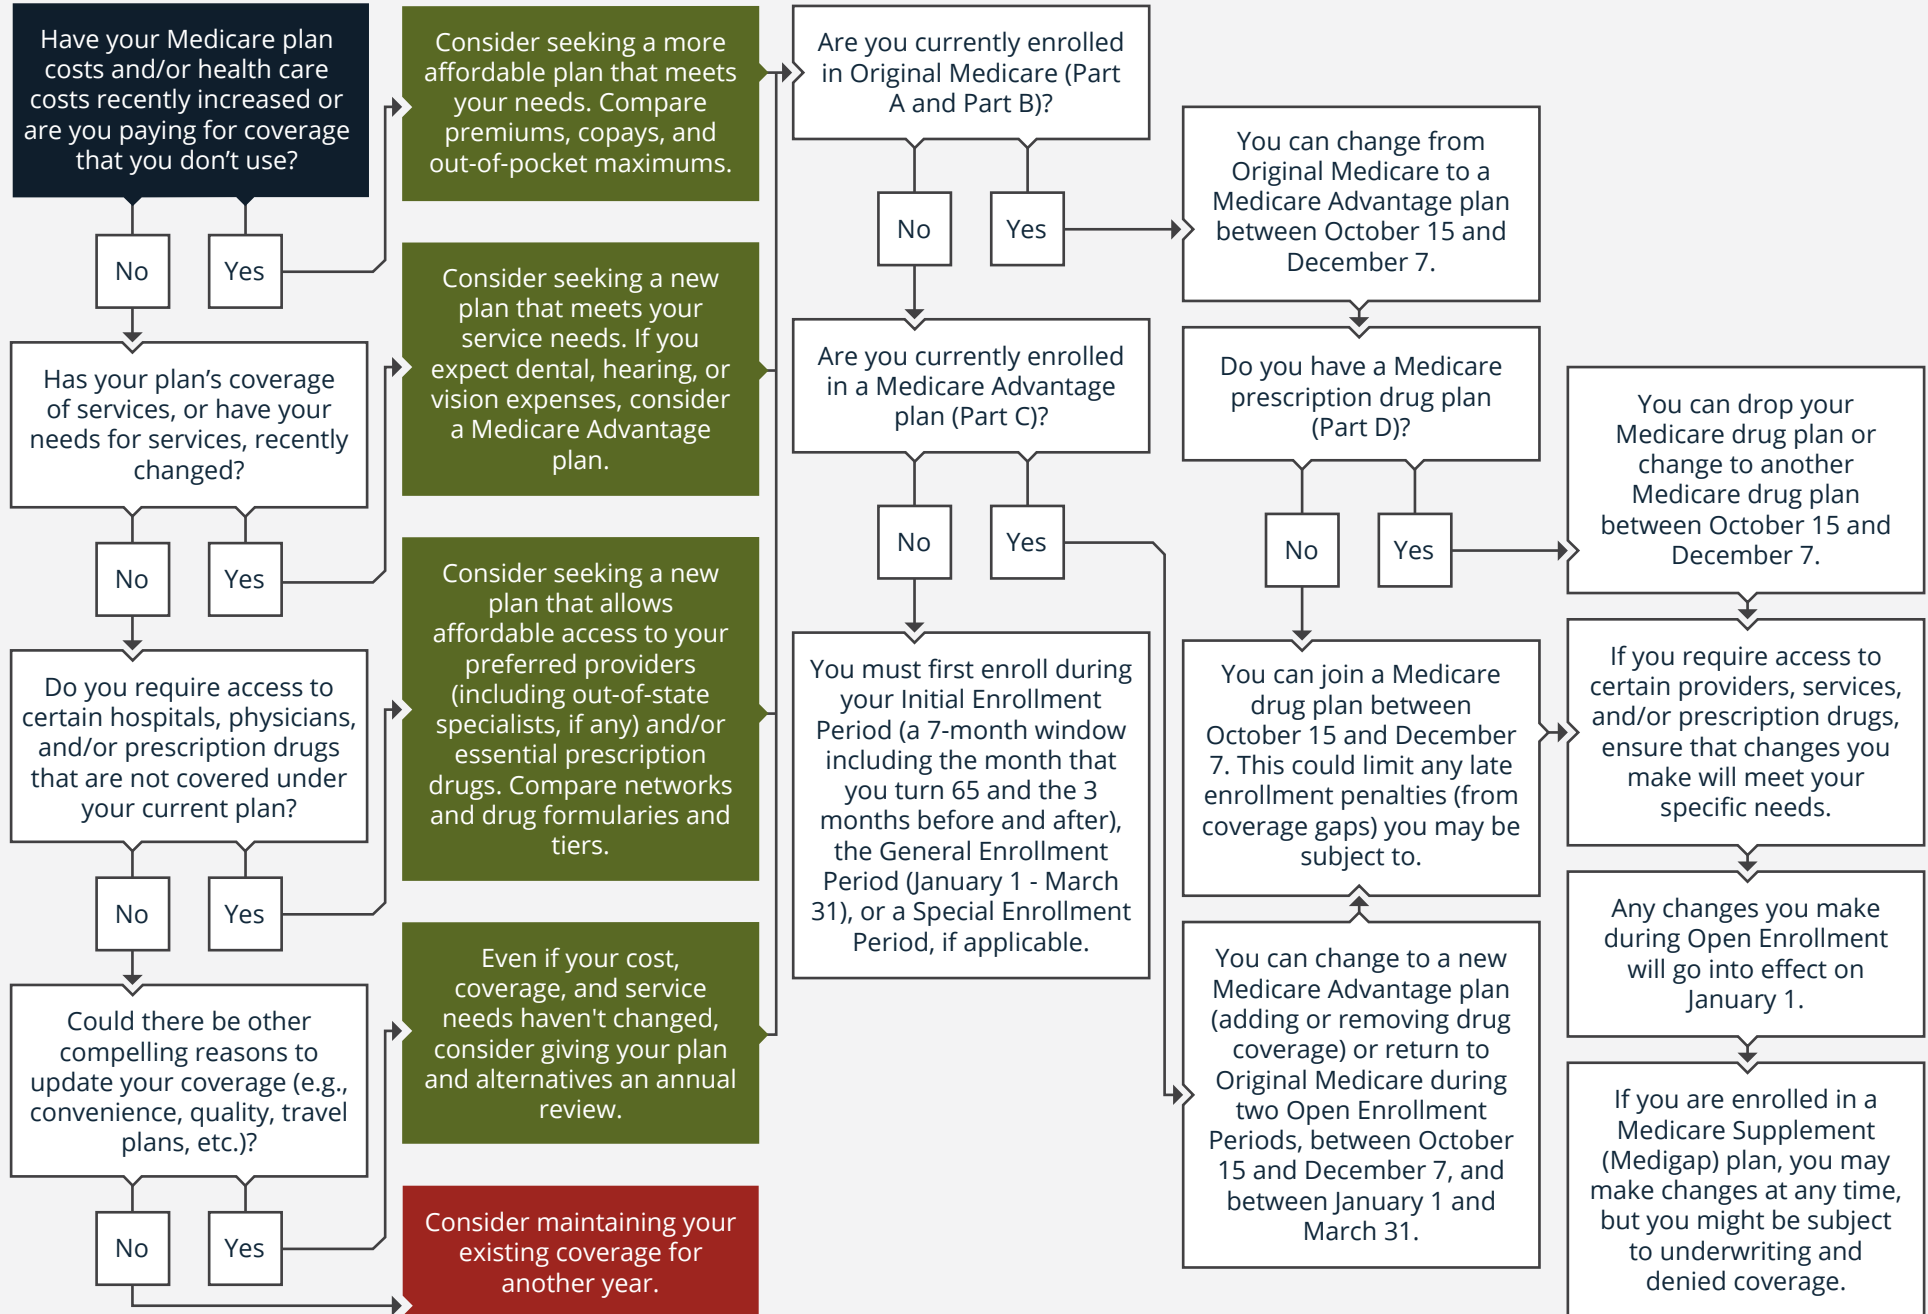 Have your Medicare plan
costs and/or health care
costs recently increased or
are you paying for coverage
that you don’t use?
No
Yes
Has your plan’s coverage
of services, or have your
needs for services, recently
changed?
No
Yes
Do you require access to
certain hospitals, physicians,
and/or prescription drugs
that are not covered under
your current plan?
No
Yes
Could there be other
compelling reasons to
update your coverage (e.g.,
convenience, quality, travel
plans, etc.)?
No
Yes
Consider seeking a more
affordable plan that meets
your needs. Compare
premiums, copays, and
out-of-pocket maximums.
Consider seeking a new
plan that meets your
service needs. If you
expect dental, hearing, or
vision expenses, consider
a Medicare Advantage
plan.
Consider seeking a new
plan that allows
affordable access to your
preferred providers
(including out-of-state
specialists, if any) and/or
essential prescription
drugs. Compare networks
and drug formularies and
tiers.
Even if your cost,
coverage, and service
needs haven't changed,
consider giving your plan
and alternatives an annual
review.
Consider maintaining your
existing coverage for
another year.
Are you currently enrolled
in Original Medicare (Part
A and Part B)?
No
Yes
Are you currently enrolled
in a Medicare Advantage
plan (Part C)?
No
Yes
You must first enroll during
your Initial Enrollment
Period (a 7-month window
including the month that
you turn 65 and the 3
months before and after),
the General Enrollment
Period (January 1 - March
31), or a Special Enrollment
Period, if applicable.
You can change from
Original Medicare to a
Medicare Advantage plan
between October 15 and
December 7.
Do you have a Medicare
prescription drug plan
(Part D)?
No
Yes
You can join a Medicare
drug plan between
October 15 and December
7. This could limit any late
enrollment penalties (from
coverage gaps) you may be
subject to.
You can change to a new
Medicare Advantage plan
(adding or removing drug
coverage) or return to
Original Medicare during
two Open Enrollment
Periods, between October
15 and December 7, and
between January 1 and
March 31.
You can drop your
Medicare drug plan or
change to another
Medicare drug plan
between October 15 and
December 7.
If you require access to
certain providers, services,
and/or prescription drugs,
ensure that changes you
make will meet your
specific needs.
Any changes you make
during Open Enrollment
will go into effect on
January 1.
If you are enrolled in a
Medicare Supplement
(Medigap) plan, you may
make changes at any time,
but you might be subject
to underwriting and
denied coverage.